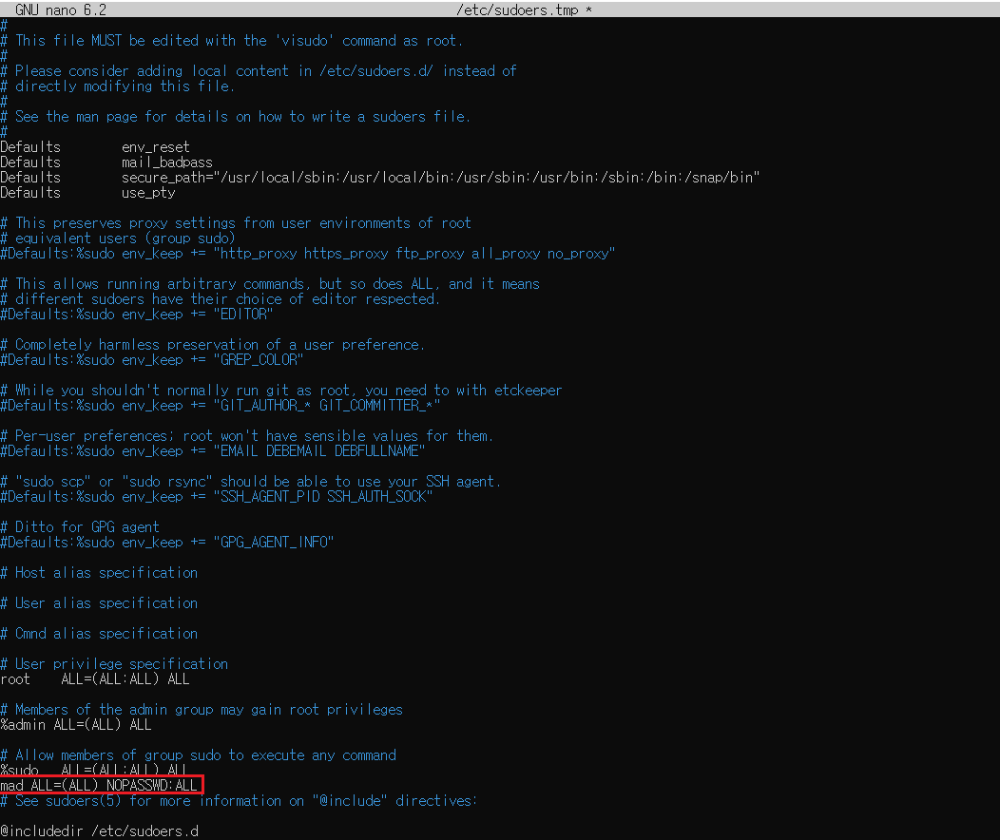 GNU nano 6.2 /etc/sudoers.tmp *
#
# This file MUST be edited with the 'visudo' command as root.
#
# Please consider adding local content in /etc/sudoers.d/ instead of
# directly modifying this file.
#
# See the man page for details on how to write a sudoers file.
#
Defaults        env_reset
Defaults        mail_badpass
Defaults        secure_path="/usr/local/sbin:/usr/local/bin:/usr/sbin:/usr/bin:/sbin:/bin:/snap/bin"
Defaults        use_pty
# This preserves proxy settings from user environments of root
# equivalent users (group sudo)
#Defaults:%sudo env_keep += "http_proxy https_proxy ftp_proxy all_proxy no_proxy"
# This allows running arbitrary commands, but so does ALL, and it means
# different sudoers have their choice of editor respected.
#Defaults:%sudo env_keep += "EDITOR"
# Completely harmless preservation of a user preference.
#Defaults:%sudo env_keep += "GREP_COLOR"
# While you shouldn't normally run git as root, you need to with etckeeper
#Defaults:%sudo env_keep += "GIT_AUTHOR_* GIT_COMMITTER_*"
# Per-user preferences; root won't have sensible values for them.
#Defaults:%sudo env_keep += "EMAIL DEBEMAIL DEBFULLNAME"
# "sudo scp" or "sudo rsync" should be able to use your SSH agent.
#Defaults:%sudo env_keep += "SSH_AGENT_PID SSH_AUTH_SOCK"
# Ditto for GPG agent
#Defaults:%sudo env_keep += "GPG_AGENT_INFO"
# Host alias specification
# User alias specification
# Cmnd alias specification
# User privilege specification
root    ALL=(ALL:ALL) ALL
# Members of the admin group may gain root privileges
%admin ALL=(ALL) ALL
# Allow members of group sudo to execute any command
%sudo   ALL=(ALL:ALL) ALL
mad ALL=(ALL) NOPASSWD:ALL
# See sudoers(5) for more information on "@include" directives:
@includedir /etc/sudoers.d